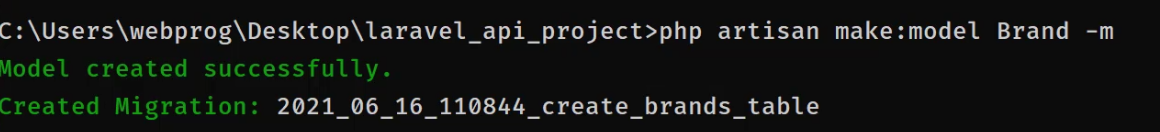 C:\Users\webprog\Desktop\laravel_api_project>php artisan make:model Brand -m
Model created successfully.
Created Migration: 2021_06_16_110844_create_brands_table